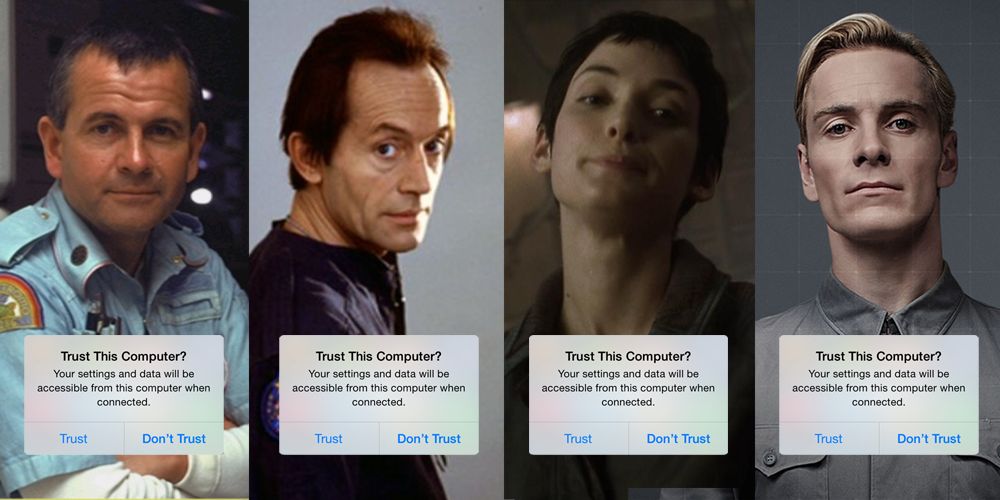 Trust This Computer?
Your settings and data will be
accessible from this computer when
connected.
Trust
Don’t Trust
Trust This Computer?
Your settings and data will be
accessible from this computer when
connected.
Trust
Don’t Trust
Trust This Computer?
Your settings and data will be
accessible from this computer when
connected.
Trust
Don’t Trust
Trust This Computer?
Your settings and data will be
accessible from this computer when
connected.
Trust
Don’t Trust